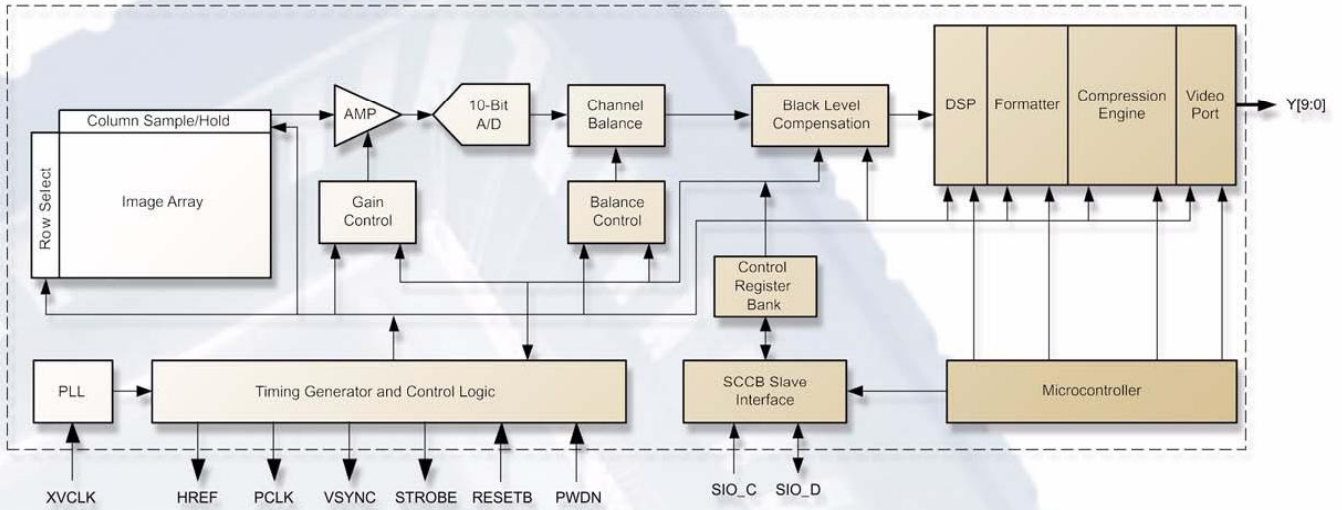 Column Sample/Hold
Row Select
Image Array
AMP
10-Bit
A/D
Channel
Balance
Black Level
Compensation
DSP
Formatter
Compression
Engine
Video
Port
Y[9:0]
Gain
Control
Balance
Control
Control
Register
Bank
PLL
Timing Generator and Control Logic
SCCB Slave
Interface
Microcontroller
XVCLK
HREF
PCLK
VSYNC
STROBE
RESETB
PWDN
SIO_C
SIO_D